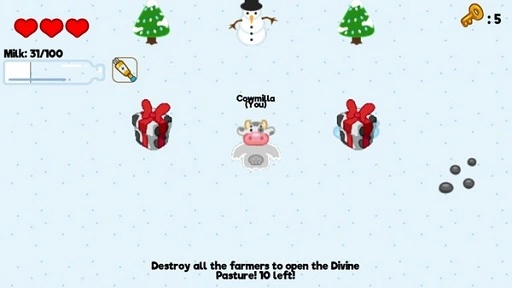 : 5
Milk: 31/100
Cowmilla
(You)
Destroy all the farmers to open the Divine
Pasture! 10 left!